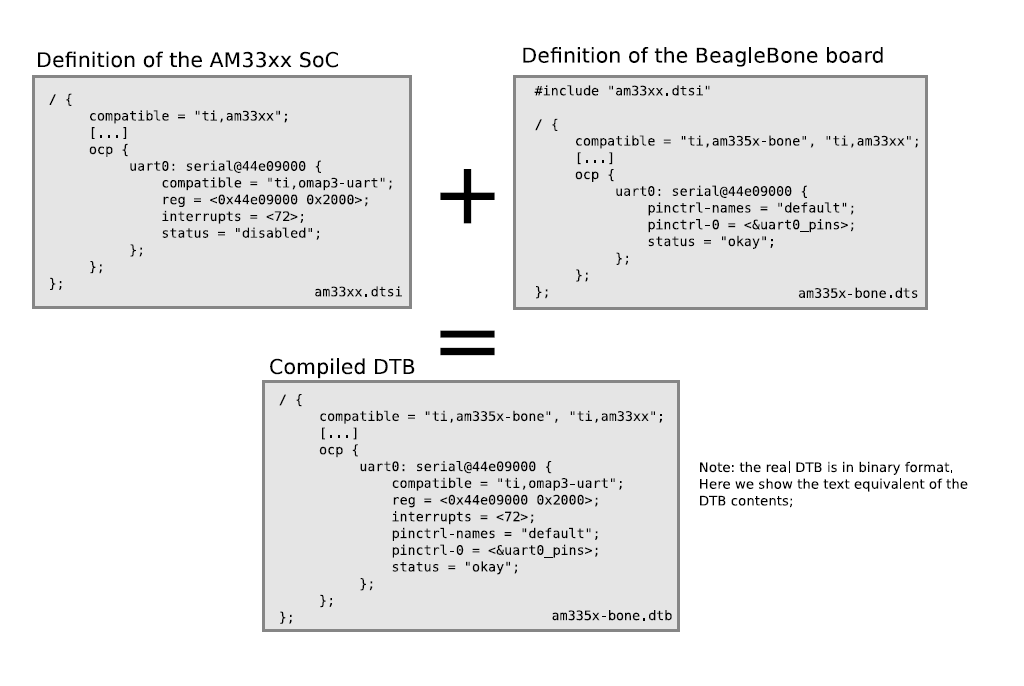 Definition of the AM33xx SoC
/ {
compatible = "ti,am33xx";
[...]
ocp {
uart0: serial@44e09000 {
compatible = "ti,omap3-uart";
reg = <0x44e09000 0x2000>;
interrupts = <72>;
status = "disabled";
};
};
};
am33xx.dtsi
+
Definition of the BeagleBone board
#include "am33xx.dtsi"
/ {
compatible = "ti,am335x-bone", "ti,am33xx";
[...]
ocp {
uart0: serial@44e09000 {
pinctrl-names = "default";
pinctrl-0 = <&uart0_pins>;
status = "okay";
};
};
};
am335x-bone.dts
=
Compiled DTB
/ {
compatible = "ti,am335x-bone", "ti,am33xx";
[...]
ocp {
uart0: serial@44e09000 {
compatible = "ti,omap3-uart";
reg = <0x44e09000 0x2000>;
interrupts = <72>;
pinctrl-names = "default";
pinctrl-0 = <&uart0_pins>;
status = "okay";
};
};
};
am335x-bone.dtb
Note: the real DTB is in binary format.
Here we show the text equivalent of the
DTB contents;